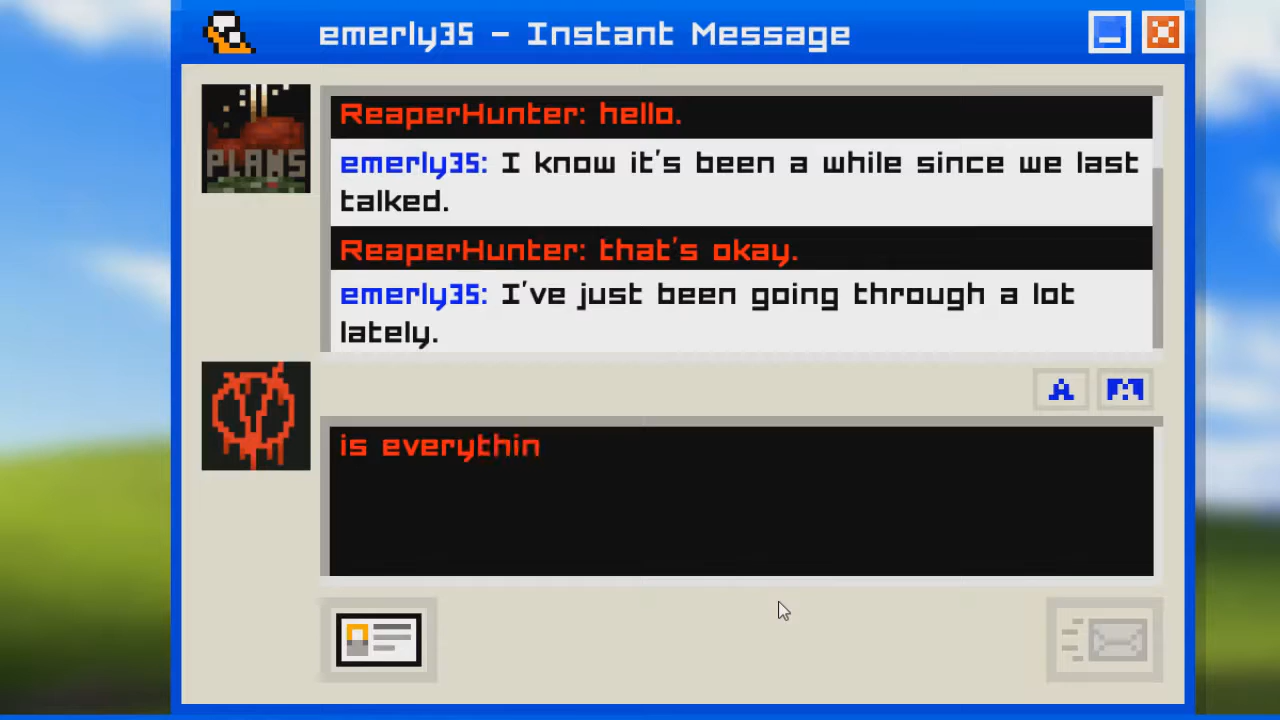 emerly35 - Instant Message
PLANS
ReaperHunter: hello.
emerly35: I know it's been a while since we last
talked.
ReaperHunter: that's okay.
emerly35: I've just been going through a lot
lately.
A
is everythin